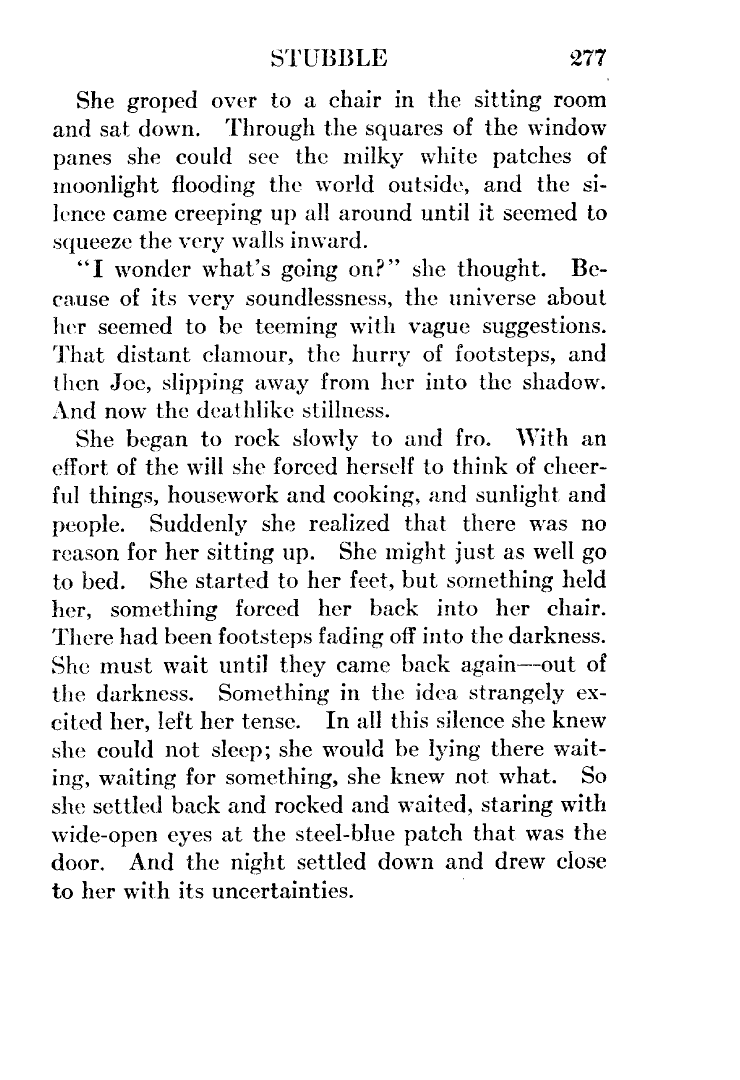 STUBBLE 277
She groped over to a chair in the sitting room
and sat down. Through the squares of the window
panes she could see the milky white patches of
moonlight flooding the world outside, and the si-
lence came creeping up all around until it seemed to
squeeze the very walls inward.
"I wonder what's going on?" she thought. Be-
cause of its very soundlessness, the universe about
her seemed to be teeming with vague suggestions.
That distant clamour, the hurry of footsteps, and
then Joe, slipping away from her into the shadow.
And now the deathlike stillness.
She began to rock slowly to and fro. With an
effort of the will she forced herself to think of cheer-
ful things, housework and cooking, and sunlight and
people. Suddenly she realized that there was no
reason for her sitting up. She might just as well go
to bed. She started to her feet, but something held
her, something forced her back into her chair.
There had been footsteps fading off into the darkness.
She must wait until they came back again—out of
the darkness. Something in the idea strangely ex-
cited her, left her tense. In all this silence she knew
she could not sleep; she would be lying there wait-
ing, waiting for something, she knew not what. So
she settled back and rocked and waited, staring with
wide-open eyes at the steel-blue patch that was the
door. And the night settled down and drew close
to her with its uncertainties.